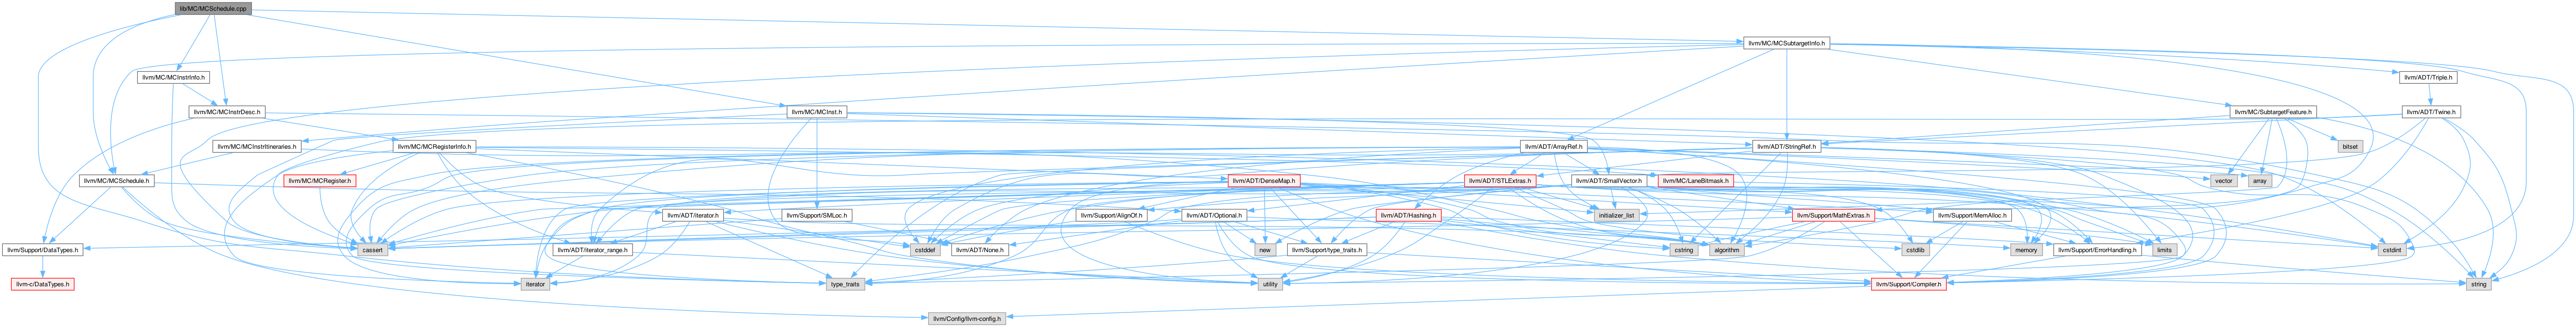 lib/MC/MCSchedule.cpp
llvm/MC/MCSubtargetInfo.h
llvm/MC/MCInstrInfo.h
llvm/ADT/Triple.h
llvm/MC/MCInstrDesc.h
llvm/MC/MCInst.h
llvm/MC/SubtargetFeature.h
llvm/ADT/Twine.h
llvm/MC/MCInstrItineraries.h
llvm/MC/MCRegisterInfo.h
llvm/ADT/ArrayRef.h
llvm/ADT/StringRef.h
bitset
llvm/MC/MCSchedule.h
llvm/MC/MCRegister.h
llvm/ADT/DenseMap.h
llvm/ADT/STLExtras.h
llvm/ADT/SmallVector.h
llvm/MC/LaneBitmask.h
vector
array
llvm/ADT/iterator.h
llvm/Support/SMLoc.h
llvm/Support/AlignOf.h
llvm/ADT/Optional.h
initializer_list
llvm/ADT/Hashing.h
llvm/Support/MathExtras.h
llvm/Support/MemAlloc.h
llvm/Support/DataTypes.h
cassert
llvm/ADT/iterator_range.h
cstddef
llvm/ADT/None.h
new
llvm/Support/type_traits.h
cstring
algorithm
cstdlib
memory
llvm/Support/ErrorHandling.h
limits
cstdint
llvm-c/DataTypes.h
iterator
type_traits
utility
llvm/Support/Compiler.h
string
llvm/Config/llvm-config.h